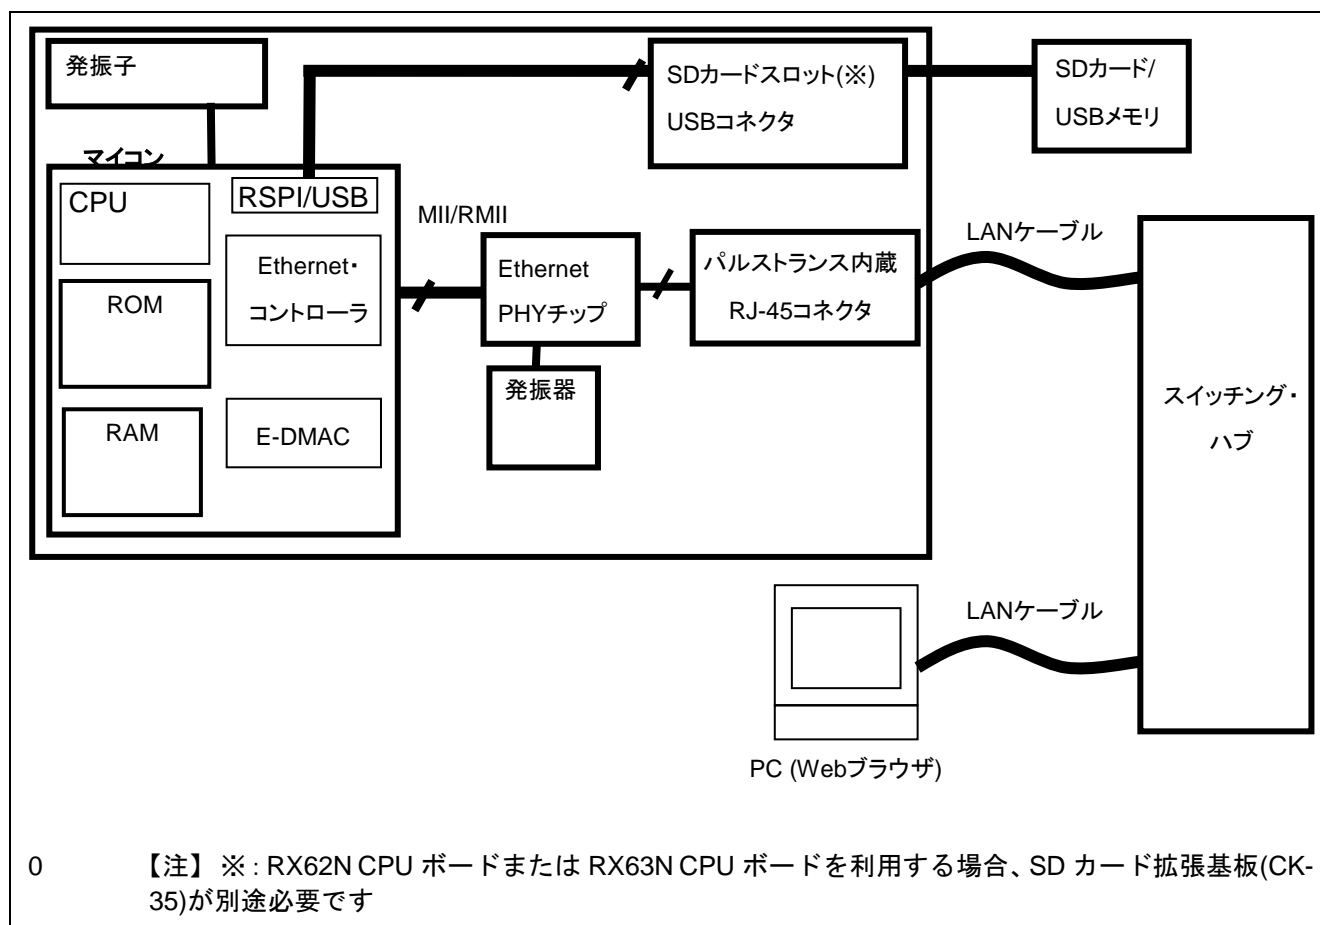 発振子
SDカードスロット(※)
USBコネクタ
SDカード/
USBメモリ
マイコン
CPU
RSPI/USB
MII/RMII
LANケーブル
Ethernet・
コントローラ
Ethernet
PHYチップ
パルストランス内蔵
RJ-45コネクタ
ROM
発振器
スイッチング・
ハブ
RAM
E-DMAC
LANケーブル
PC (Webブラウザ)
0 【注】 ※ : RX62N CPU ボードまたは RX63N CPU ボードを利用する場合、SD カード拡張基板(CK-
35)が別途必要です